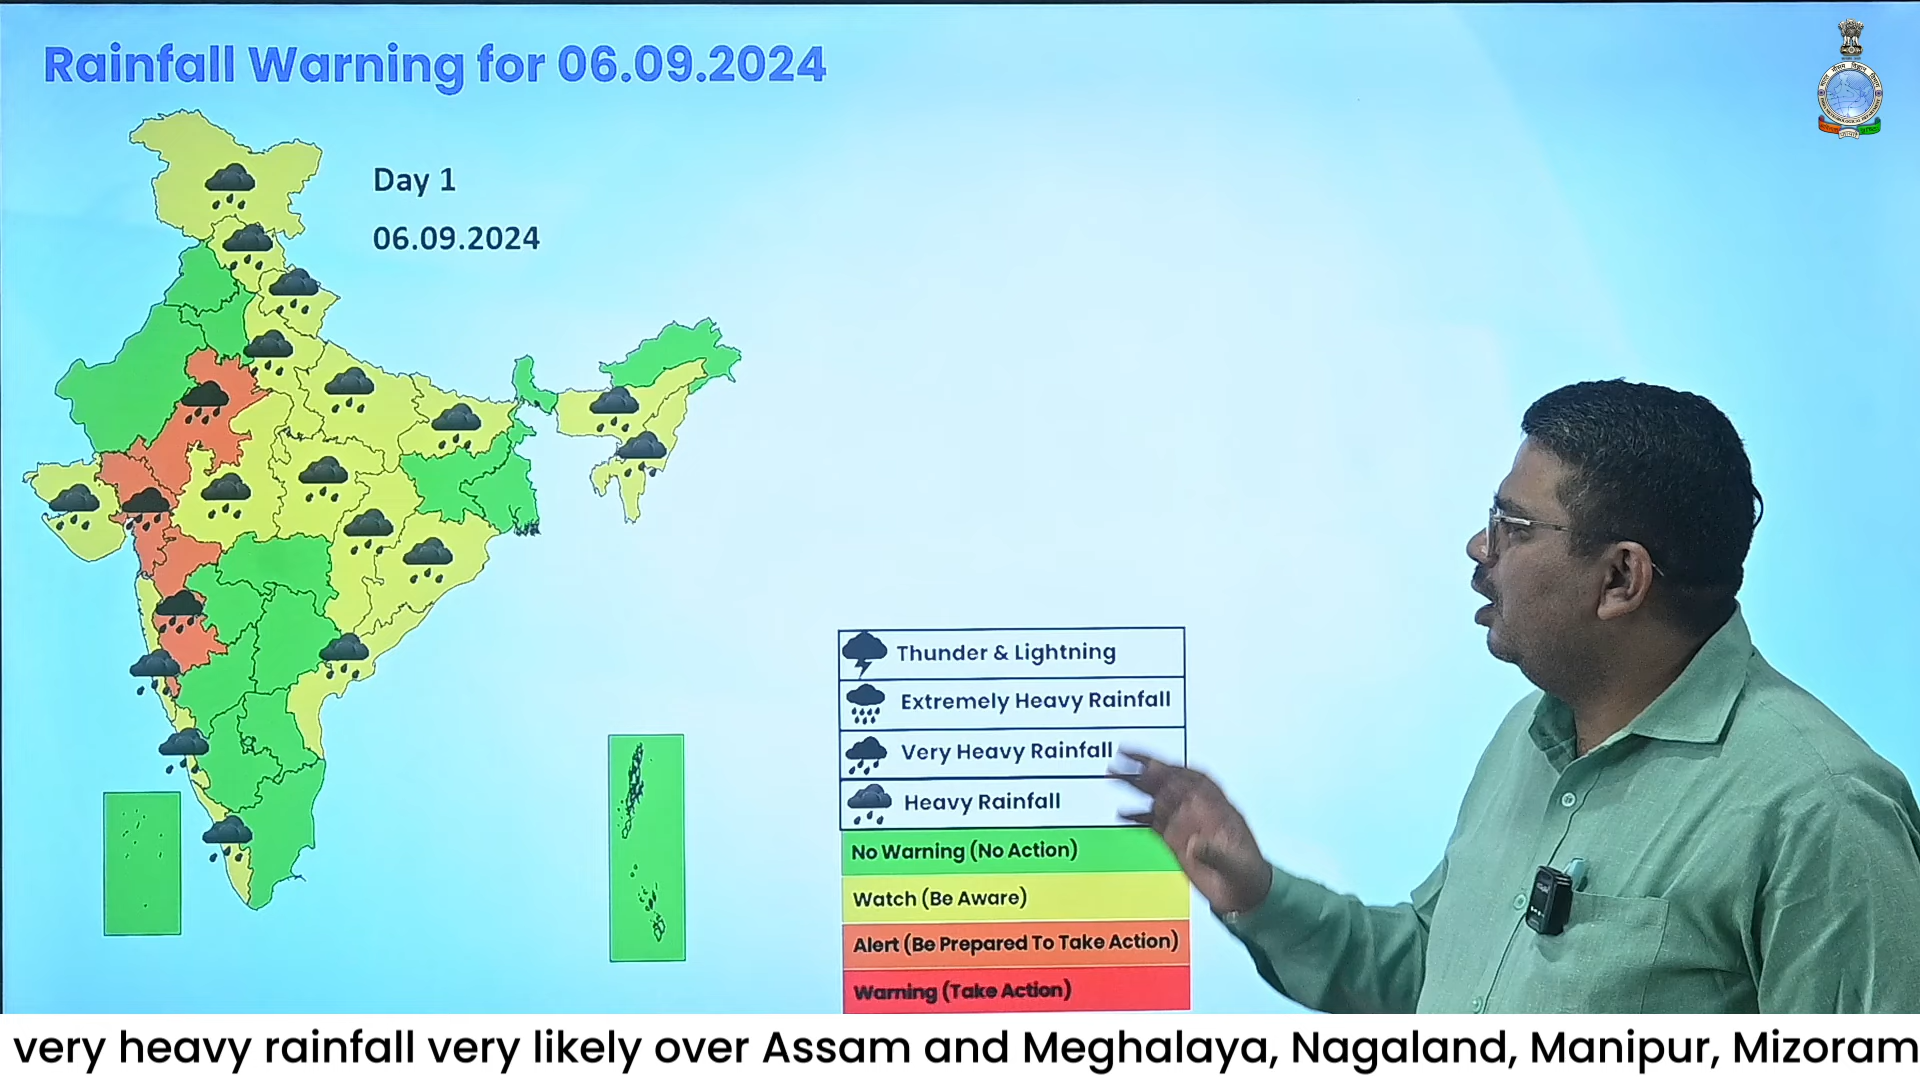 Rainfall Warning for 06.09.2024
Day 1
06.09.2024
Thunder & Lightning
Extremely Heavy Rainfall
Very Heavy Rainfall
Heavy Rainfall
No Warning (No Action)
Watch (Be Aware)
Alert (Be Prepared To Take Action)
Warning (Take Action)
very heavy rainfall very likely over Assam and Meghalaya, Nagaland, Manipur, Mizoram